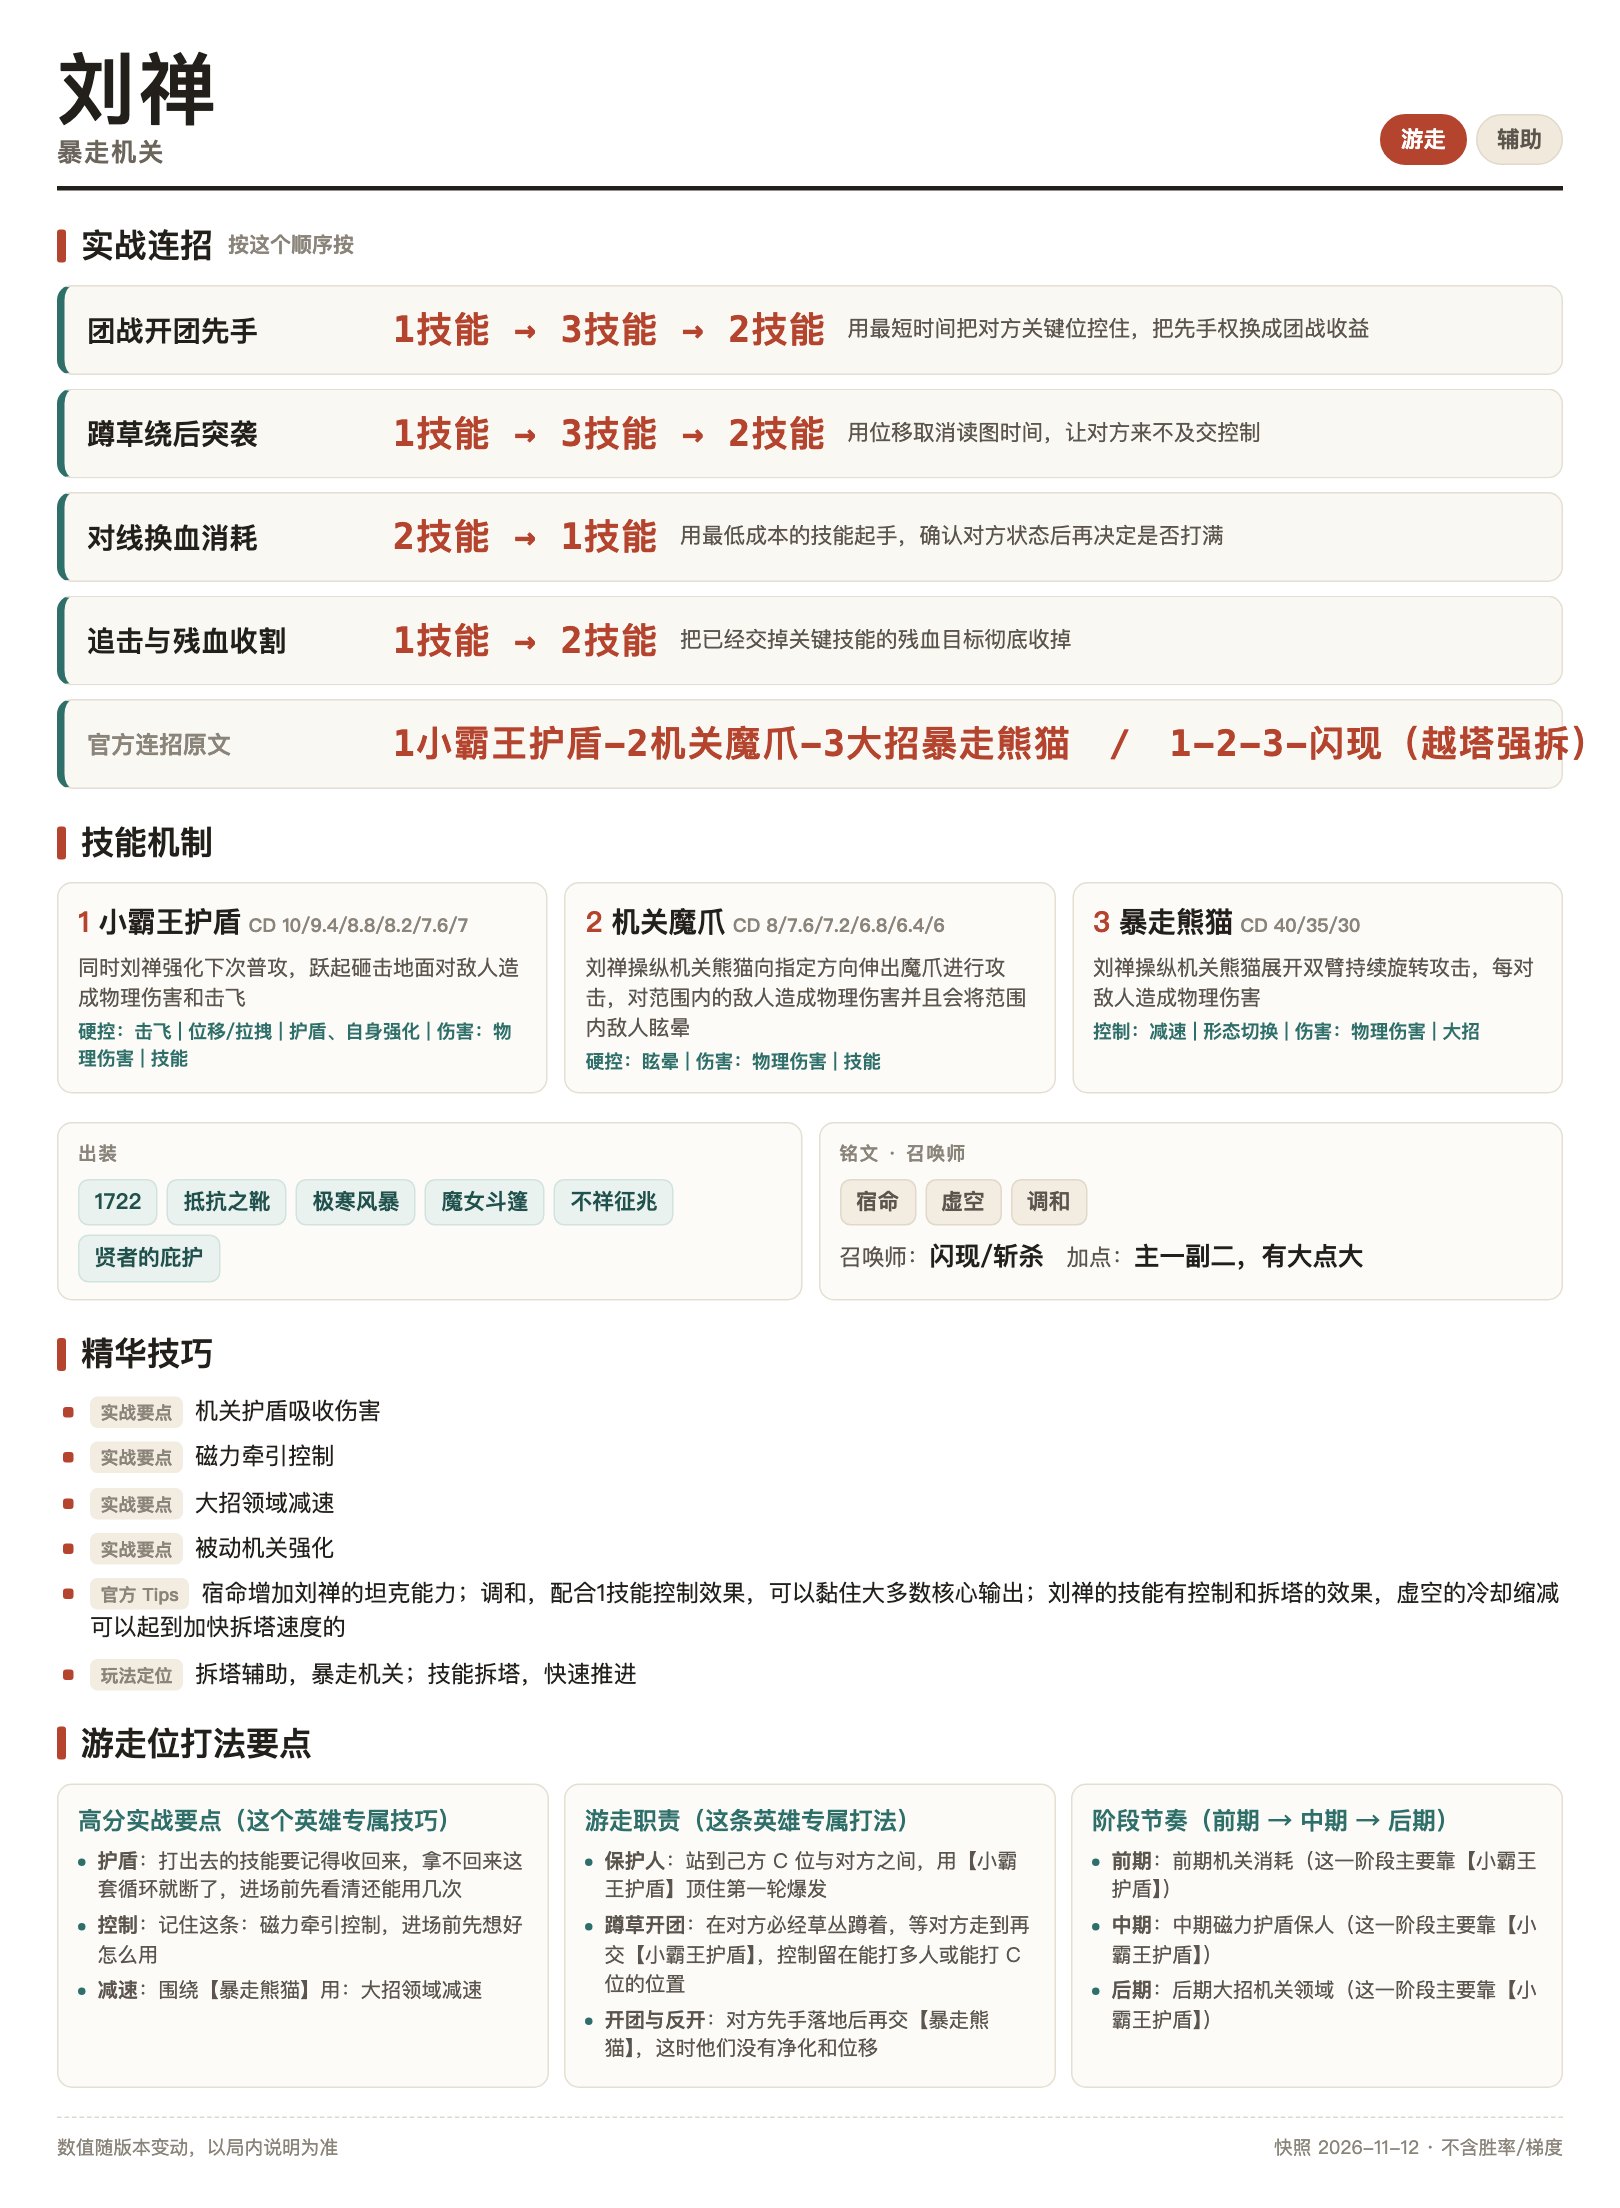 刘禅
暴走机关
游走 辅助
实战连招 按这个顺序按
团战开团先手 1技能 → 3技能 → 2技能 用最短时间把对方关键位控住，把先手权换成团战收益
蹲草绕后突袭 1技能 → 3技能 → 2技能 用位移取消读图时间，让对方来不及交控制
对线换血消耗 2技能 → 1技能 用最低成本的技能起手，确认对方状态后再决定是否打满
追击与残血收割 1技能 → 2技能 把已经交掉关键技能的残血目标彻底收掉
官方连招原文 1小霸王护盾–2机关魔爪–3大招暴走熊猫 / 1–2–3–闪现（越塔强拆）
技能机制
1 小霸王护盾 CD 10/9.4/8.8/8.2/7.6/7
同时刘禅强化下次普攻，跃起砸击地面对敌人造
成物理伤害和击飞
硬控：击飞 | 位移/拉拽 | 护盾、自身强化 | 伤害：物
理伤害 | 技能
2 机关魔爪 CD 8/7.6/7.2/6.8/6.4/6
刘禅操纵机关熊猫向指定方向伸出魔爪进行攻
击，对范围内的敌人造成物理伤害并且会将范围
内敌人眩晕
硬控：眩晕 | 伤害：物理伤害 | 技能
3 暴走熊猫 CD 40/35/30
刘禅操纵机关熊猫展开双臂持续旋转攻击，每对
敌人造成物理伤害
控制：减速 | 形态切换 | 伤害：物理伤害 | 大招
出装
1722 抵抗之靴 极寒风暴 魔女斗篷 不祥征兆
贤者的庇护
铭文 · 召唤师
宿命 虚空 调和
召唤师：闪现/斩杀 加点：主一副二，有大点大
精华技巧
实战要点 机关护盾吸收伤害
实战要点 磁力牵引控制
实战要点 大招领域减速
实战要点 被动机关强化
官方 Tips 宿命增加刘禅的坦克能力；调和，配合1技能控制效果，可以黏住大多数核心输出；刘禅的技能有控制和拆塔的效果，虚空的冷却缩减
可以起到加快拆塔速度的
玩法定位 拆塔辅助，暴走机关；技能拆塔，快速推进
游走位打法要点
高分实战要点（这个英雄专属技巧）
护盾：打出去的技能要记得收回来，拿不回来这
套循环就断了，进场前先看清还能用几次
控制：记住这条：磁力牵引控制，进场前先想好
怎么用
减速：围绕【暴走熊猫】用：大招领域减速
游走职责（这条英雄专属打法）
保护人：站到己方 C 位与对方之间，用【小霸
王护盾】顶住第一轮爆发
蹲草开团：在对方必经草丛蹲着，等对方走到再
交【小霸王护盾】，控制留在能打多人或能打 C
位的位置
开团与反开：对方先手落地后再交【暴走熊
猫】，这时他们没有净化和位移
阶段节奏（前期 → 中期 → 后期）
前期：前期机关消耗（这一阶段主要靠【小霸王
护盾】）
中期：中期磁力护盾保人（这一阶段主要靠【小
霸王护盾】）
后期：后期大招机关领域（这一阶段主要靠【小
霸王护盾】）
数值随版本变动，以局内说明为准
快照 2026–11–12 · 不含胜率/梯度